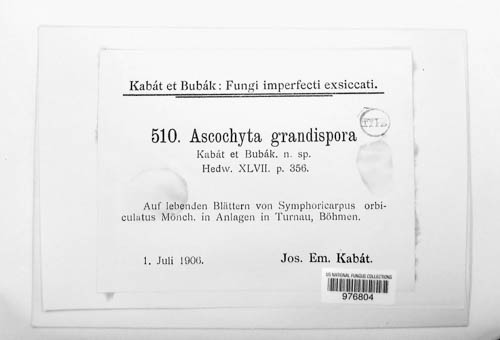 Kabát et Bubák: Fungi imperfecti exsiccati.
510. Ascochyta grandispora
Kabát et Bubák. n. sp.
Hedw. XLVII. p. 356.
Auf lebenden Blättern von Symphoricarpus orbi-
culatus Mönch. in Anlagen in Turnau, Böhmen.
1. Juli 1906.
Jos. Em. Kabát.
US NATIONAL FUNGUS COLLECTIONS
976804